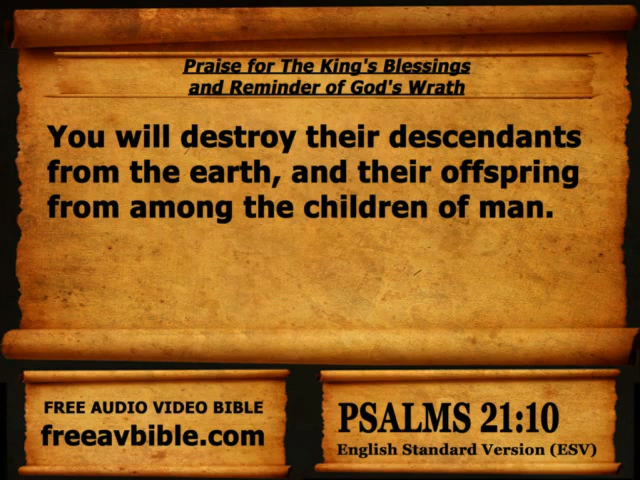 Praise for The King's Blessings
and Reminder of God's Wrath
You will destroy their descendants
from the earth, and their offspring
from among the children of man.
FREE AUDIO VIDEO BIBLE
freeavbible.com
PSALMS 21:10
English Standard Version (ESV)